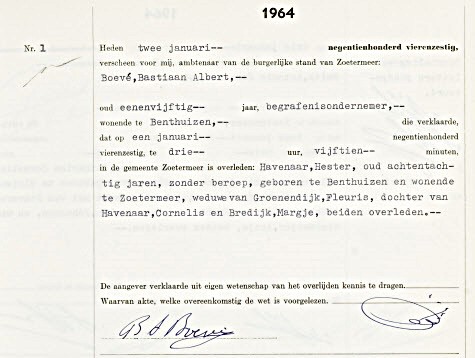 1964
Nr. 1
Heden twee januari-- negentienhonderd vierenzestig,
verscheen voor mij, ambtenaar van de burgerlijke stand van Zoetermeer:
Boevé,Bastiaan Albert,--
oud eenenvijftig-- jaar, begrafenisondernemer,--
wonende te Benthuizen,-- die verklaarde,
dat op een januari-- negentienhonderd
vierenzestig, te drie-- uur, vijftien-- minuten,
in de gemeente Zoetermeer is overleden: Havenaar,Hester, oud achtentach-
tig jaren, zonder beroep, geboren te Benthuizen en wonende
te Zoetermeer, weduwe van Groenendijk,Fleuris, dochter van
Havenaar,Cornelis en Bredijk,Margje, beiden overleden.--
De aangever verklaarde uit eigen wetenschap van het overlijden kennis te dragen.
Waarvan akte, welke overeenkomstig de wet is voorgelezen.
B A Boevé